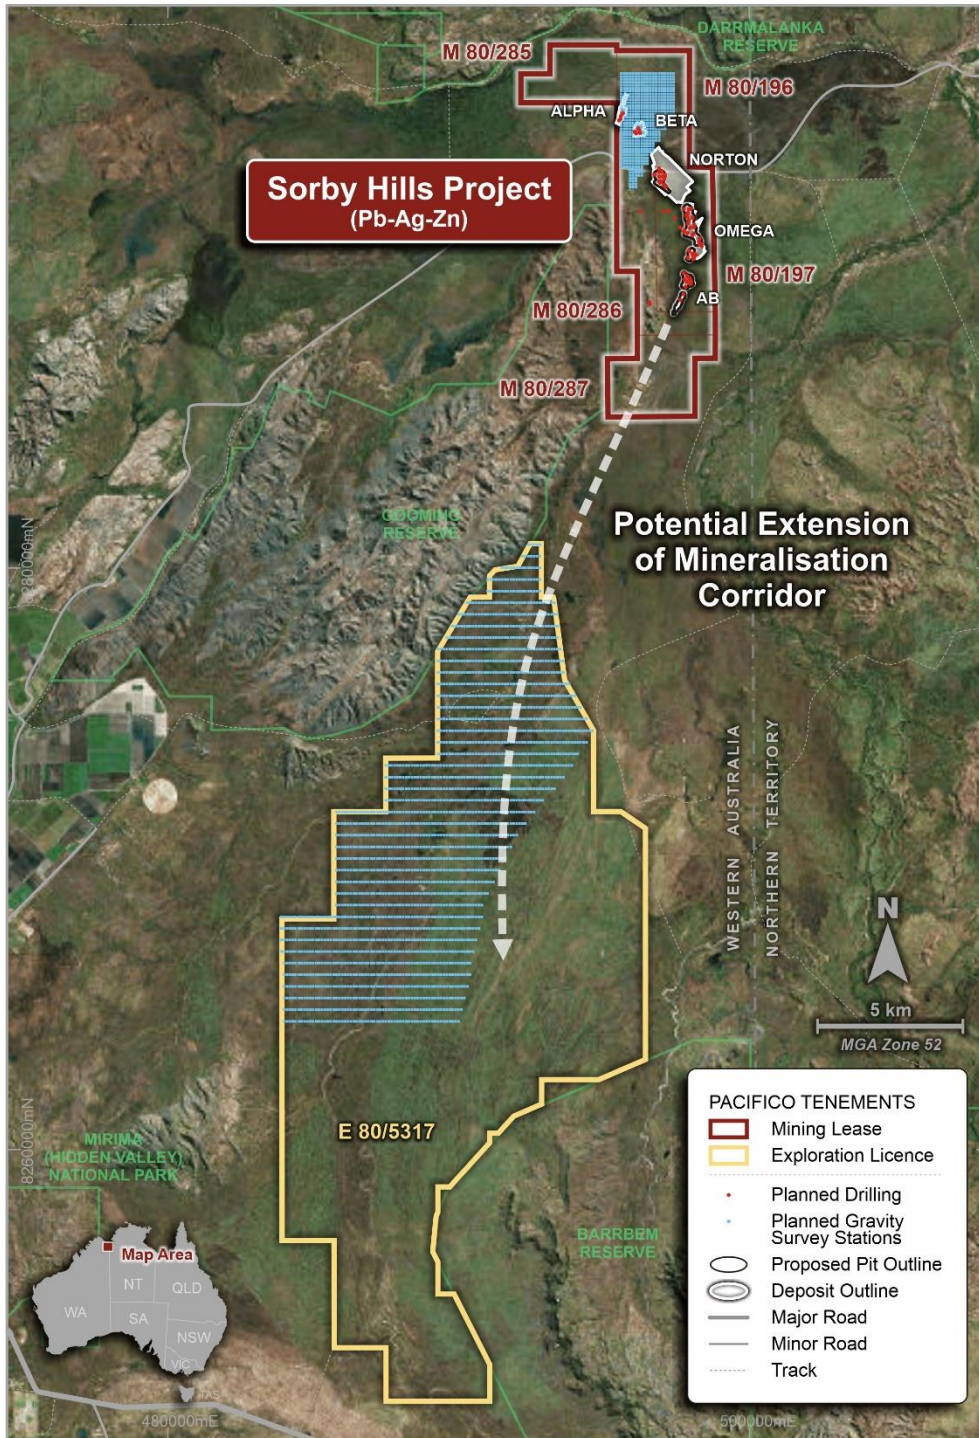 DARRMALANKA
RESERVE
M 80/285
M 80/196
ALPHA
BETA
NORTON
Sorby Hills Project
(Pb-Ag-Zn)
OMEGA
M 80/197
AB
M 80/286
M 80/287
GOOMING
RESERVE
Potential Extension
of Mineralisation
Corridor
8280000mN
WESTERN AUSTRALIA
NORTHERN TERRITORY
N
5 km
MGA Zone 52
E 80/5317
8260000mN
MIRIMA
(HIDDEN VALLEY)
NATIONAL PARK
BARRBEM
RESERVE
Map Area
WA
NT
QLD
SA
NSW
VIC
TAS
480000mE
500000mE
PACIFICO TENEMENTS
Mining Lease
Exploration Licence
Planned Drilling
Planned Gravity
Survey Stations
Proposed Pit Outline
Deposit Outline
Major Road
Minor Road
Track